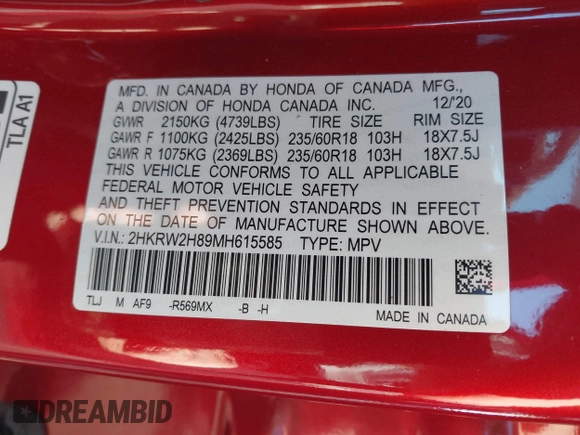 MFD. IN CANADA BY HONDA OF CANADA MFG.,
A DIVISION OF HONDA CANADA INC. 12/'20
GVWR 2150KG (4739LBS) TIRE SIZE RIM SIZE
GAWR F 1100KG (2425LBS) 235/60R18 103H 18X7.5J
GAWR R 1075KG (2369LBS) 235/60R18 103H 18X7.5J
THIS VEHICLE CONFORMS TO ALL APPLICABLE
FEDERAL MOTOR VEHICLE SAFETY
AND THEFT PREVENTION STANDARDS IN EFFECT
ON THE DATE OF MANUFACTURE SHOWN ABOVE.
V.I.N.: 2HKRW2H89MH615585 TYPE: MPV
TLJ M AF9 -R569MX -B -H
MADE IN CANADA
TLA A1
DREAMBID